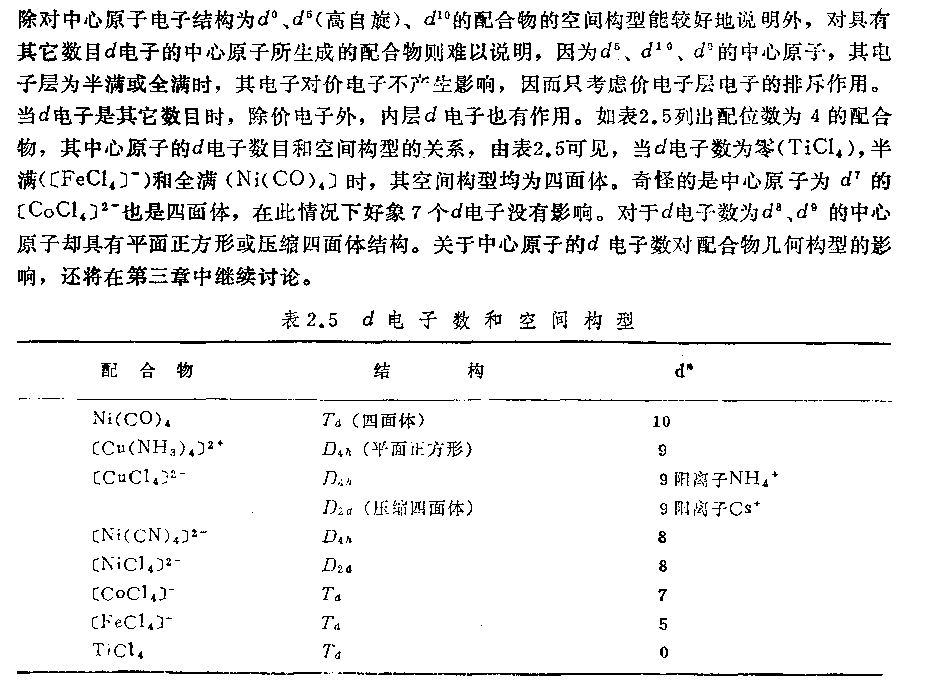 除对中心原子电子结构为d⁰、d⁵(高自旋)、d¹⁰的配合物的空间构型能较好地说明外，对具有
其它数目d电子的中心原子所生成的配合物则难以说明，因为d⁵、d¹⁰、d⁰的中心原子，其电
子层为半满或全满时，其电子对价电子不产生影响，因而只考虑价电子层电子的排斥作用。
当d电子是其它数目时，除价电子外，内层d 电子也有作用。如表2.5列出配位数为 4 的配合
物，其中心原子的d电子数目和空间构型的关系，由表2.5可见，当d电子数为零(TiCl₄)，半
满(〔FeCl₄〕⁻)和全满 (Ni(CO)₄〕时，其空间构型均为四面体。奇怪的是中心原子为 d⁷ 的
〔CoCl₄〕²⁻也是四面体，在此情况下好象 7 个d电子没有影响。对于d电子数为d⁸、d⁹ 的中心
原子却具有平面正方形或压缩四面体结构。关于中心原子的d 电子数对配合物几何构型的影
响，还将在第三章中继续讨论。
表2.5 d 电 子 数 和 空 间 构 型
配 合 物 结 构 dⁿ
Ni(CO)₄ T_d (四面体) 10
〔Cu(NH₃)₄〕²⁺ D₄ₕ (平面正方形) 9
〔CuCl₄〕²⁻ D₄ₕ 9 阳离子NH₄⁺
D₂d (压缩四面体) 9 阳离子Cs⁺
〔Ni(CN)₄〕²⁻ D₄ₕ 8
〔NiCl₄〕²⁻ D₂d 8
〔CoCl₄〕⁻ T_d 7
〔FeCl₄〕⁻ T_d 5
TiCl₄ T_d 0